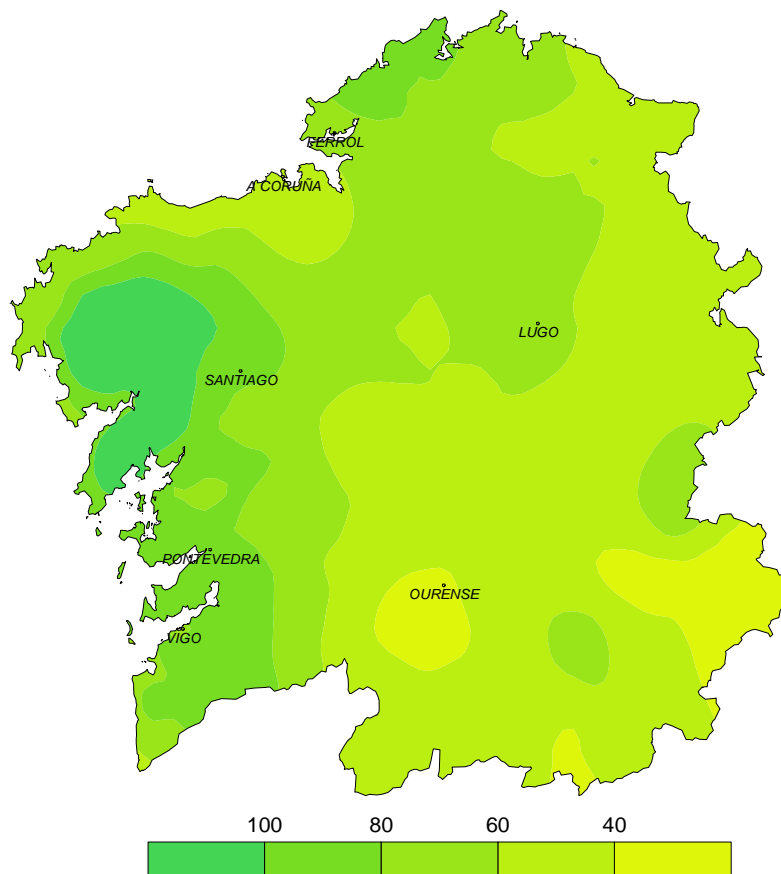 FERROL
A CORUÑA
LUGO
SANTIAGO
PONTEVEDRA
OURENSE
VIGO
100 80 60 40